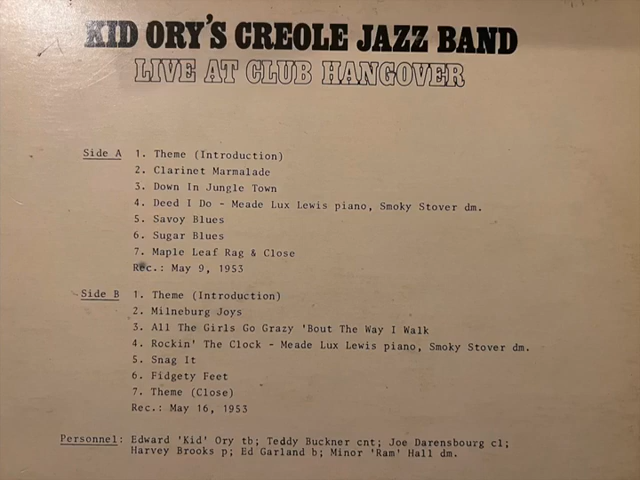 KID ORY'S CREOLE JAZZ BAND
LIVE AT CLUB HANGOVER
Side A 1. Theme (Introduction)
2. Clarinet Marmalade
3. Down In Jungle Town
4. Deed I Do - Meade Lux Lewis piano, Smoky Stover dm.
5. Savoy Blues
6. Sugar Blues
7. Maple Leaf Rag & Close
Rec.: May 9, 1953
Side B 1. Theme (Introduction)
2. Milneburg Joys
3. All The Girls Go Grazy 'Bout The Way I Walk
4. Rockin' The Clock - Meade Lux Lewis piano, Smoky Stover dm.
5. Snag It
6. Fidgety Feet
7. Theme (Close)
Rec.: May 16, 1953
Personnel: Edward 'Kid' Ory tb; Teddy Buckner cnt; Joe Darensbourg cl;
Harvey Brooks p; Ed Garland b; Minor 'Ram' Hall dm.